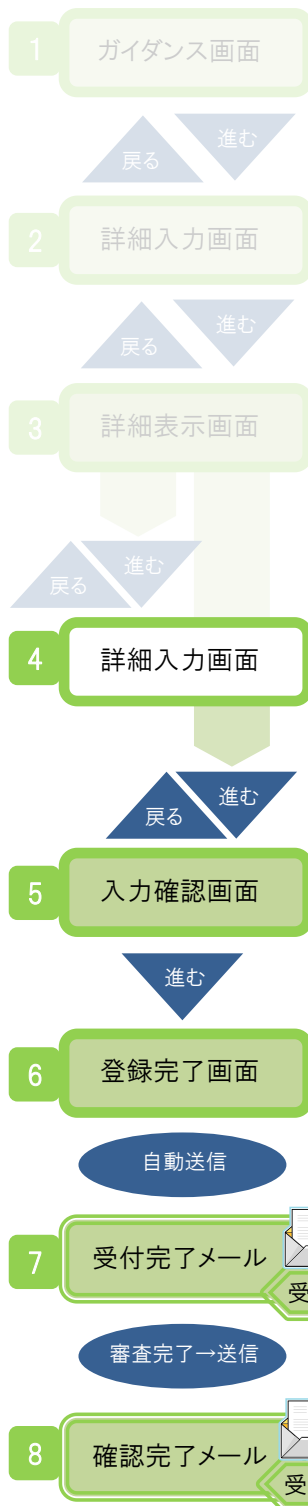 1 ガイダンス画面
戻る 進む
2 詳細入力画面
戻る 進む
3 詳細表示画面
戻る 進む
4 詳細入力画面
戻る 進む
5 入力確認画面
進む
6 登録完了画面
自動送信
7 受付完了メール
受
審査完了→送信
8 確認完了メール
受